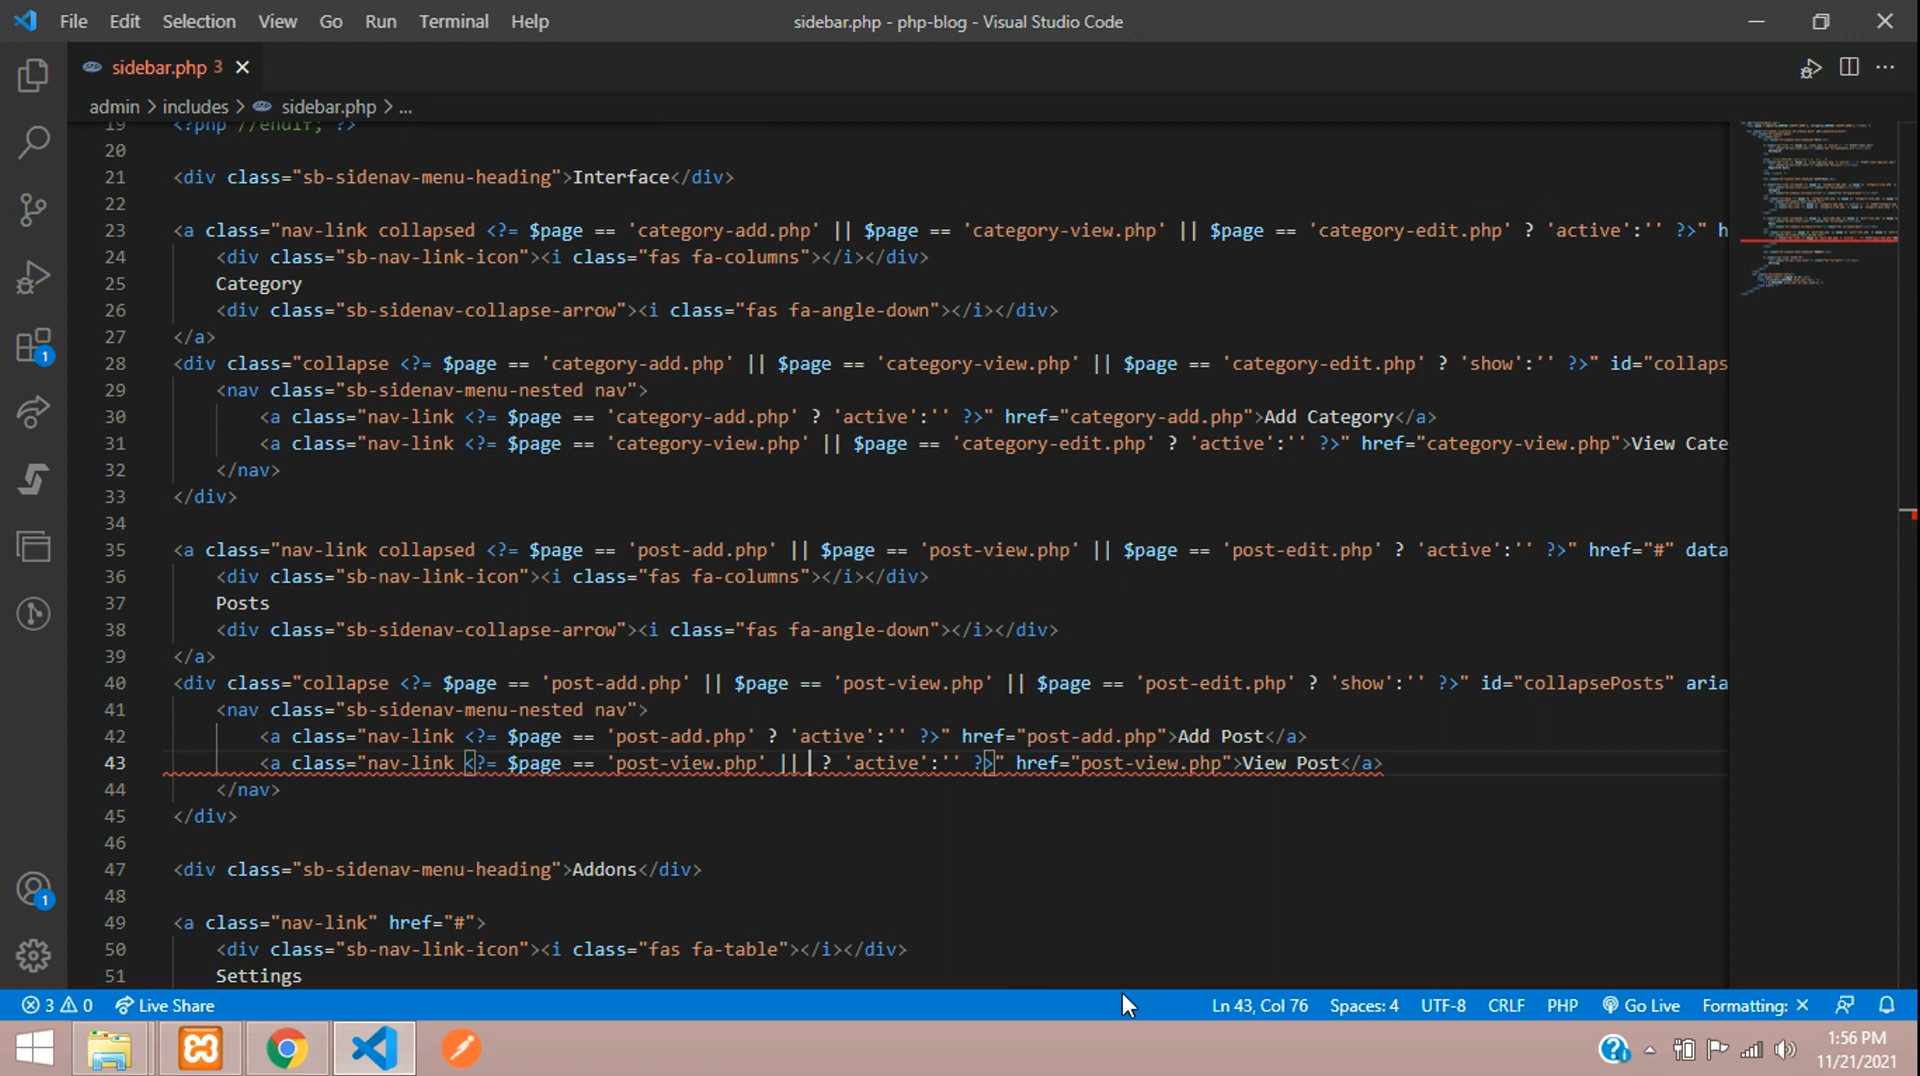 File Edit Selection View Go Run Terminal Help
sidebar.php - php-blog - Visual Studio Code
sidebar.php 3
admin > includes > sidebar.php > ...
19 <?php //endif; ?>
20
21 <div class="sb-sidenav-menu-heading">Interface</div>
22
23 <a class="nav-link collapsed <?= $page == 'category-add.php' || $page == 'category-view.php' || $page == 'category-edit.php' ? 'active':'' ?>" h
24 <div class="sb-nav-link-icon"><i class="fas fa-columns"></i></div>
25 Category
26 <div class="sb-sidenav-collapse-arrow"><i class="fas fa-angle-down"></i></div>
27 </a>
28 <div class="collapse <?= $page == 'category-add.php' || $page == 'category-view.php' || $page == 'category-edit.php' ? 'show':'' ?>" id="collaps
29 <nav class="sb-sidenav-menu-nested nav">
30 <a class="nav-link <?= $page == 'category-add.php' ? 'active':'' ?>" href="category-add.php">Add Category</a>
31 <a class="nav-link <?= $page == 'category-view.php' || $page == 'category-edit.php' ? 'active':'' ?>" href="category-view.php">View Cate
32 </nav>
33 </div>
34
35 <a class="nav-link collapsed <?= $page == 'post-add.php' || $page == 'post-view.php' || $page == 'post-edit.php' ? 'active':'' ?>" href="#" data
36 <div class="sb-nav-link-icon"><i class="fas fa-columns"></i></div>
37 Posts
38 <div class="sb-sidenav-collapse-arrow"><i class="fas fa-angle-down"></i></div>
39 </a>
40 <div class="collapse <?= $page == 'post-add.php' || $page == 'post-view.php' || $page == 'post-edit.php' ? 'show':'' ?>" id="collapsePosts" aria
41 <nav class="sb-sidenav-menu-nested nav">
42 <a class="nav-link <?= $page == 'post-add.php' ? 'active':'' ?>" href="post-add.php">Add Post</a>
43 <a class="nav-link <?= $page == 'post-view.php' || ? 'active':'' ?>" href="post-view.php">View Post</a>
44 </nav>
45 </div>
46
47 <div class="sb-sidenav-menu-heading">Addons</div>
48
49 <a class="nav-link" href="#">
50 <div class="sb-nav-link-icon"><i class="fas fa-table"></i></div>
51 Settings
1
1
3 0 Live Share Ln 43, Col 76 Spaces: 4 UTF-8 CRLF PHP Go Live Formatting: ×
1:56 PM
11/21/2021